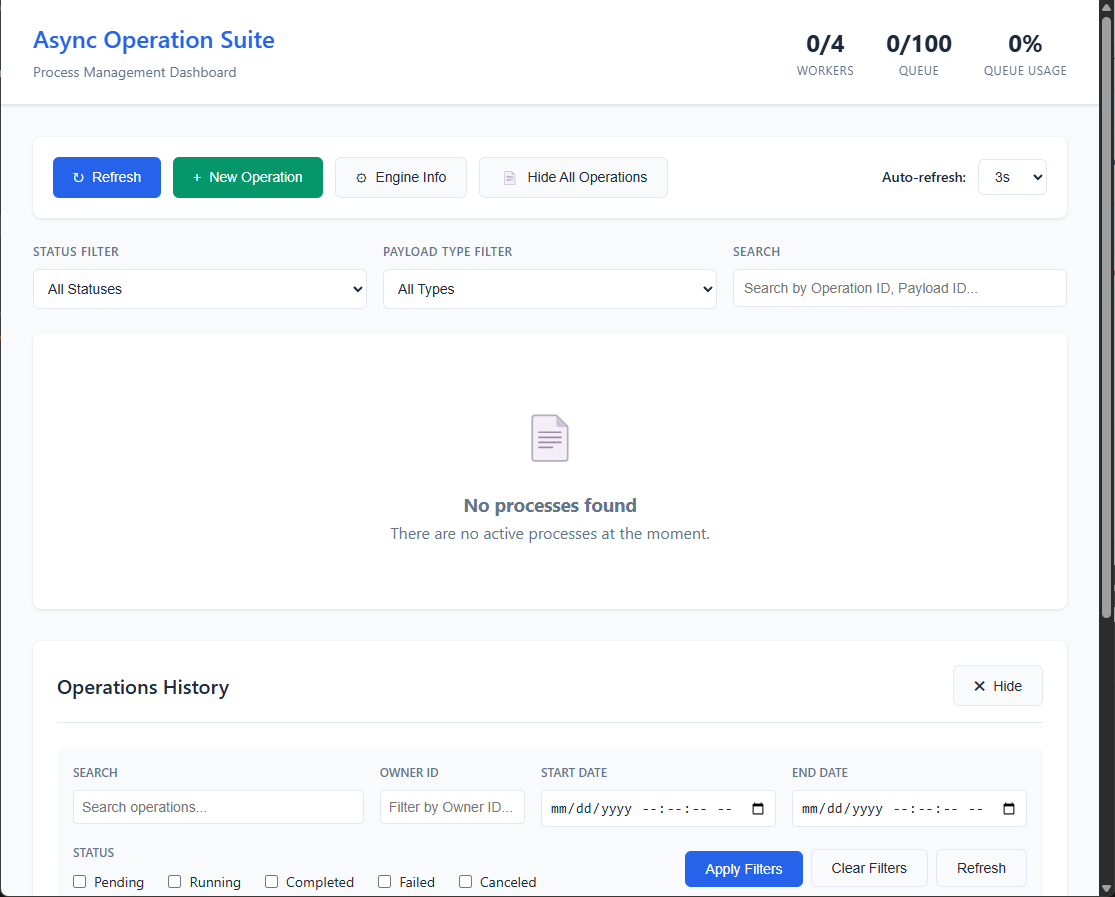 Async Operation Suite
Process Management Dashboard
0/4
WORKERS
0/100
QUEUE
0%
QUEUE USAGE
↻ Refresh
+ New Operation
⚙ Engine Info
Hide All Operations
Auto-refresh:
3s
STATUS FILTER
All Statuses
PAYLOAD TYPE FILTER
All Types
SEARCH
Search by Operation ID, Payload ID...
No processes found
There are no active processes at the moment.
Operations History
✕ Hide
SEARCH
Search operations...
OWNER ID
Filter by Owner ID...
START DATE
mm/dd/yyyy --:--:-- --
END DATE
mm/dd/yyyy --:--:-- --
STATUS
Pending
Running
Completed
Failed
Canceled
Apply Filters
Clear Filters
Refresh